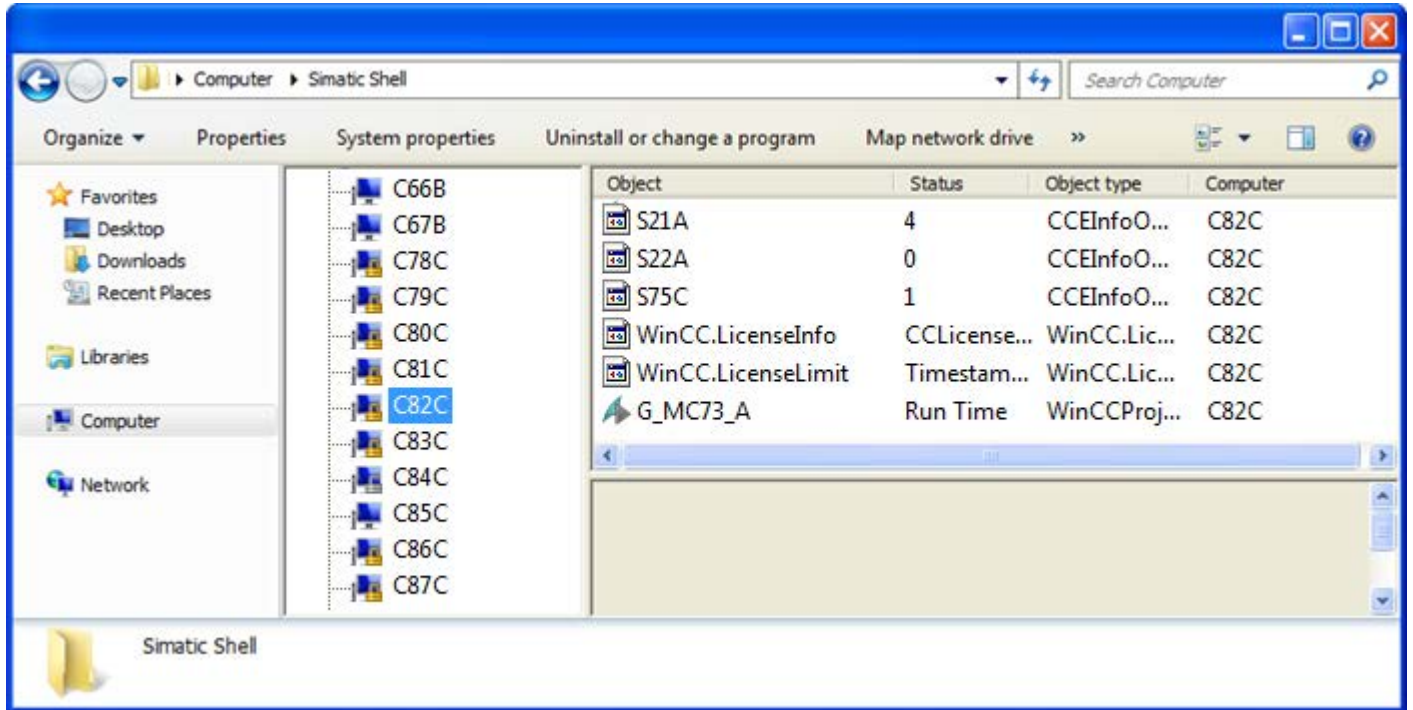 Computer Simatic Shell Search Computer
Organize Properties System properties Uninstall or change a program Map network drive »
Favorites
Desktop
Downloads
Recent Places
Libraries
Computer
Network
C66B
C67B
C78C
C79C
C80C
C81C
C82C
C83C
C84C
C85C
C86C
C87C
Object Status Object type Computer
S21A 4 CCEInfoO... C82C
S22A 0 CCEInfoO... C82C
S75C 1 CCEInfoO... C82C
WinCC.LicenseInfo CCLicense... WinCC.Lic... C82C
WinCC.LicenseLimit Timestam... WinCC.Lic... C82C
G_MC73_A Run Time WinCCProj... C82C
Simatic Shell